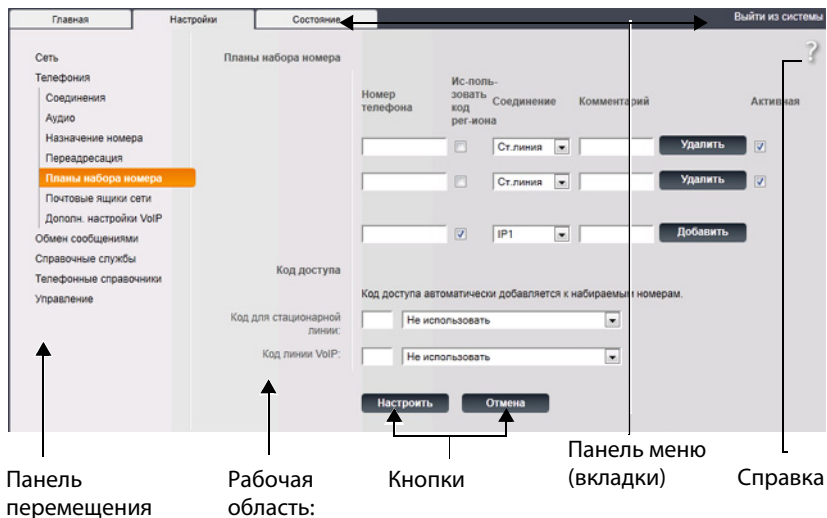 Главная Настройки Состояние Выйти из системы
?
Сеть
Телефония
Соединения
Аудио
Назначение номера
Переадресация
Планы набора номера
Почтовые ящики сети
Дополн. настройки VoIP
Обмен сообщениями
Справочные службы
Телефонные справочники
Управление
Планы набора номера
Номер
телефона
Ис-поль-
зовать
код
рег-иона
Соединение
Комментарий
Активная
Ст.линия Удалить
Ст.линия Удалить
IP1 Добавить
Код доступа
Код доступа автоматически добавляется к набираемым номерам.
Код для стационарной
линии:
Не использовать
Код линии VoIP:
Не использовать
Настроить Отмена
Панель
перемещения
Рабочая
область:
Кнопки
Панель меню
(вкладки)
Справка